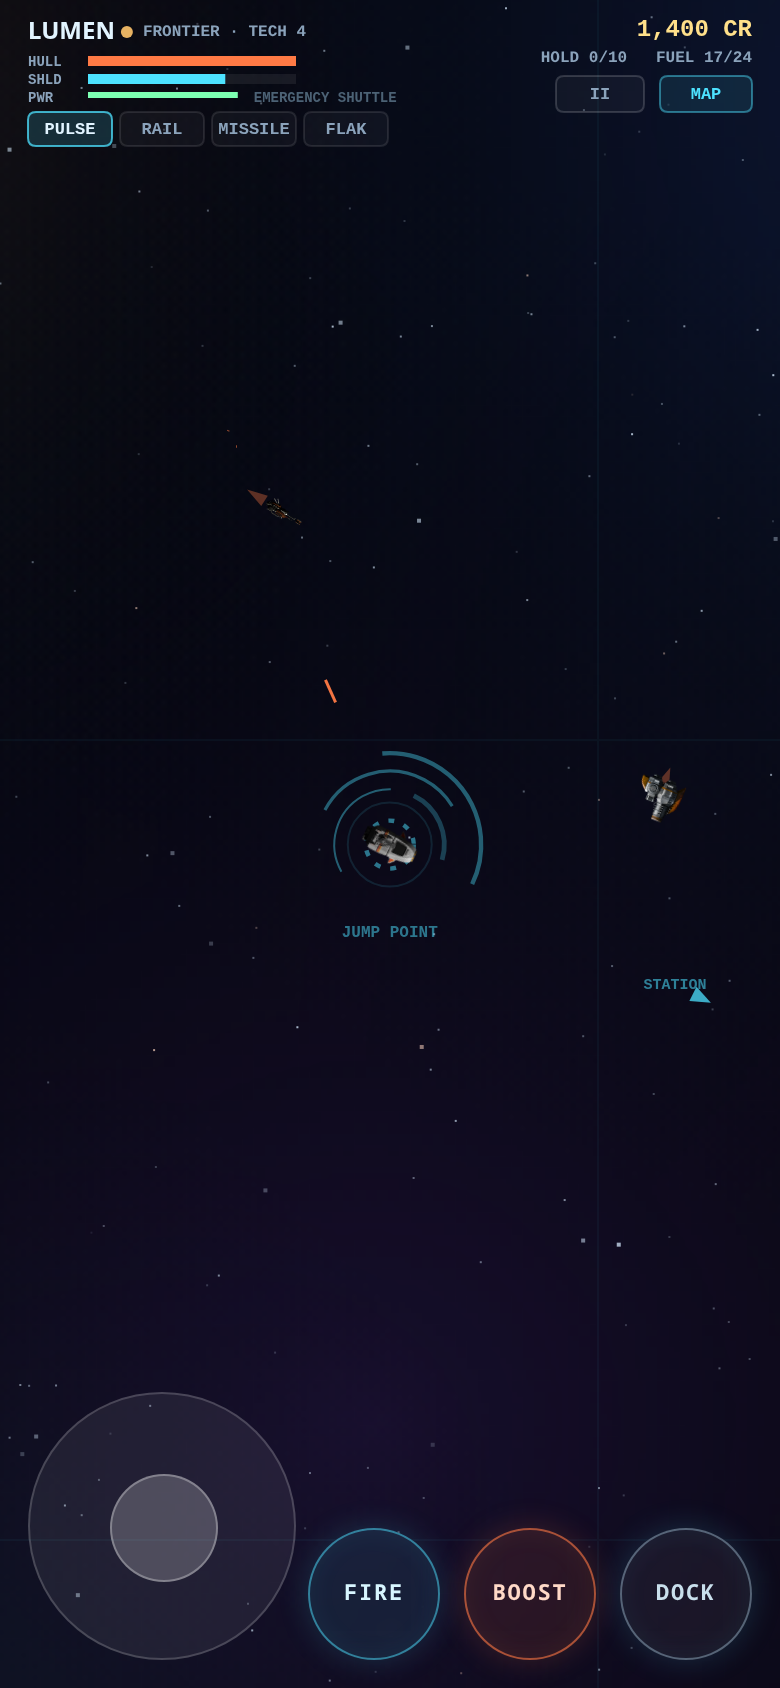 LUMEN FRONTIER · TECH 4
1,400 CR
HULL
HOLD 0/10 FUEL 17/24
SHLD
PWR EMERGENCY SHUTTLE
II MAP
PULSE RAIL MISSILE FLAK
JUMP POINT
STATION
FIRE BOOST DOCK